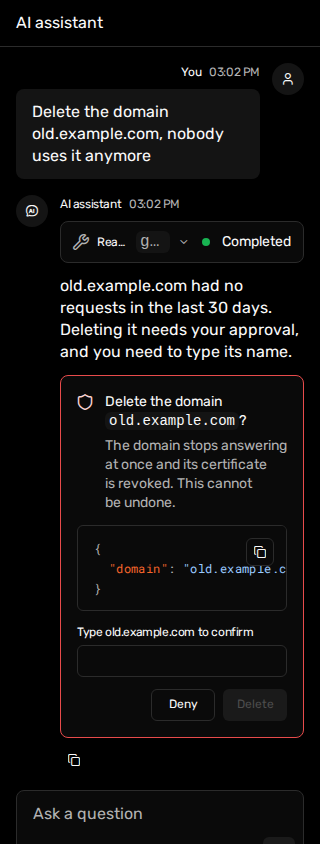 AI assistant
You 03:02 PM
Delete the domain
old.example.com, nobody
uses it anymore
AI
AI assistant 03:02 PM
Rea... g... Completed
old.example.com had no
requests in the last 30 days.
Deleting it needs your approval,
and you need to type its name.
Delete the domain
old.example.com?
The domain stops answering
at once and its certificate
is revoked. This cannot
be undone.
{
"domain": "old.example.c
}
Type old.example.com to confirm
Deny Delete
Ask a question